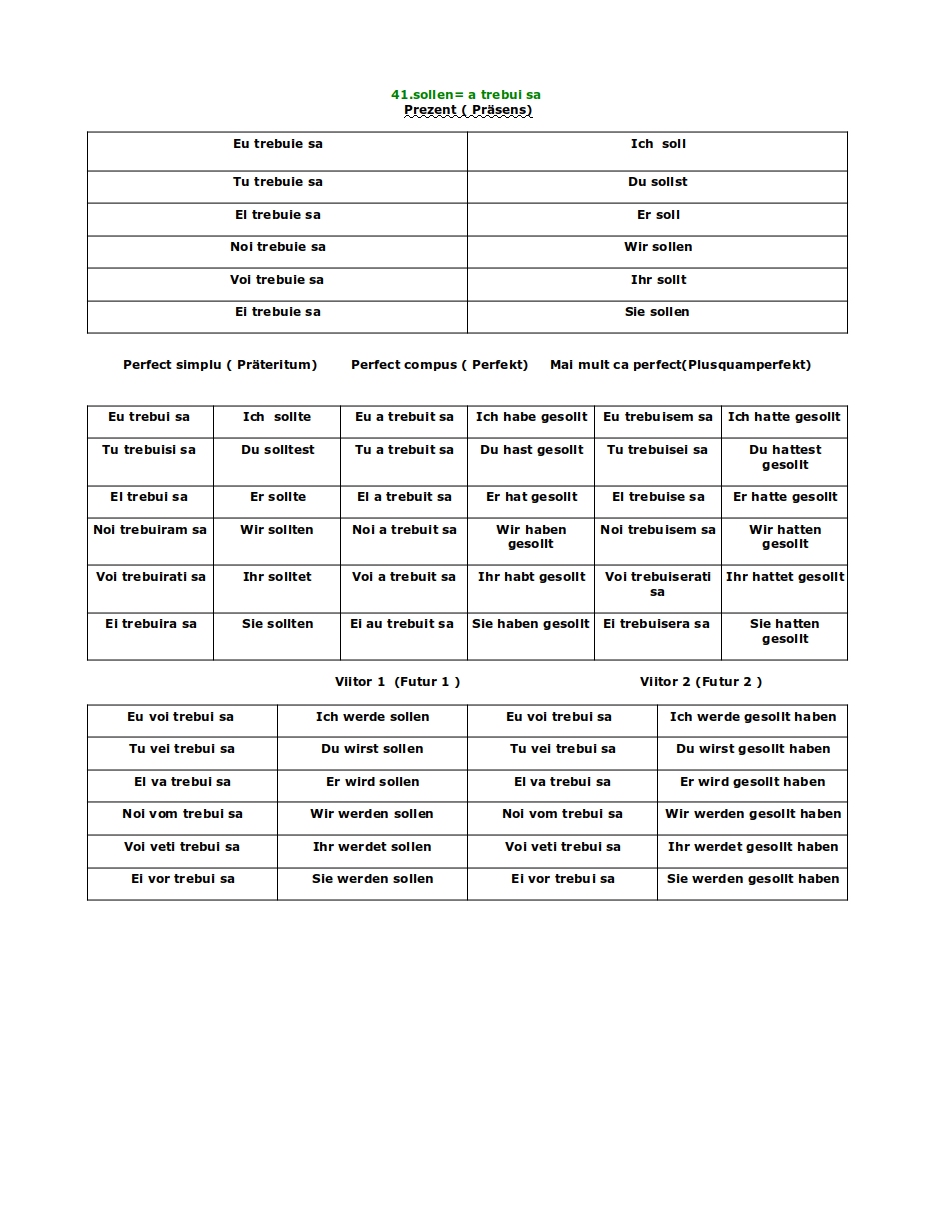 41.sollen= a trebui sa
Prezent ( Präsens)
Eu trebuie sa Ich soll
Tu trebuie sa Du sollst
El trebuie sa Er soll
Noi trebuie sa Wir sollen
Voi trebuie sa Ihr sollt
Ei trebuie sa Sie sollen
Perfect simplu ( Präteritum) Perfect compus ( Perfekt) Mai mult ca perfect(Plusquamperfekt)
Eu trebui sa Ich sollte Eu a trebuit sa Ich habe gesollt Eu trebuisem sa Ich hatte gesollt
Tu trebuisi sa Du solltest Tu a trebuit sa Du hast gesollt Tu trebuisei sa Du hattest
gesollt
El trebui sa Er sollte El a trebuit sa Er hat gesollt El trebuise sa Er hatte gesollt
Noi trebuiram sa Wir sollten Noi a trebuit sa Wir haben Noi trebuisem sa Wir hatten
gesollt gesollt
Voi trebuirati sa Ihr solltet Voi a trebuit sa Ihr habt gesollt Voi trebuiserati Ihr hattet gesollt
sa
Ei trebuira sa Sie sollten Ei au trebuit sa Sie haben gesollt Ei trebuisera sa Sie hatten
gesollt
Viitor 1 (Futur 1 ) Viitor 2 (Futur 2 )
Eu voi trebui sa Ich werde sollen Eu voi trebui sa Ich werde gesollt haben
Tu vei trebui sa Du wirst sollen Tu vei trebui sa Du wirst gesollt haben
El va trebui sa Er wird sollen El va trebui sa Er wird gesollt haben
Noi vom trebui sa Wir werden sollen Noi vom trebui sa Wir werden gesollt haben
Voi veti trebui sa Ihr werdet sollen Voi veti trebui sa Ihr werdet gesollt haben
Ei vor trebui sa Sie werden sollen Ei vor trebui sa Sie werden gesollt haben